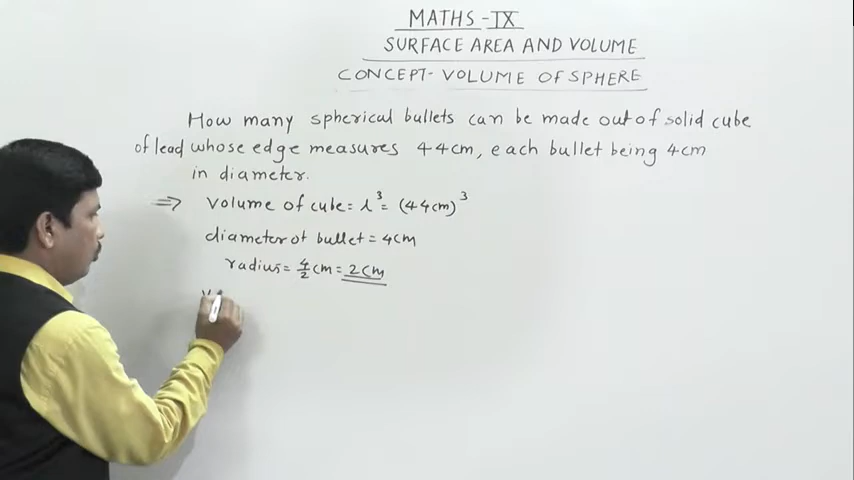 MATHS - IX
SURFACE AREA AND VOLUME
CONCEPT- VOLUME OF SPHERE
How many spherical bullets can be made out of solid cube
of lead whose edge measures 44cm, each bullet being 4cm
in diameter.
⇒ Volume of cube = l³ = (44cm)³
diameter of bullet = 4cm
radius = 4/2 cm = 2cm